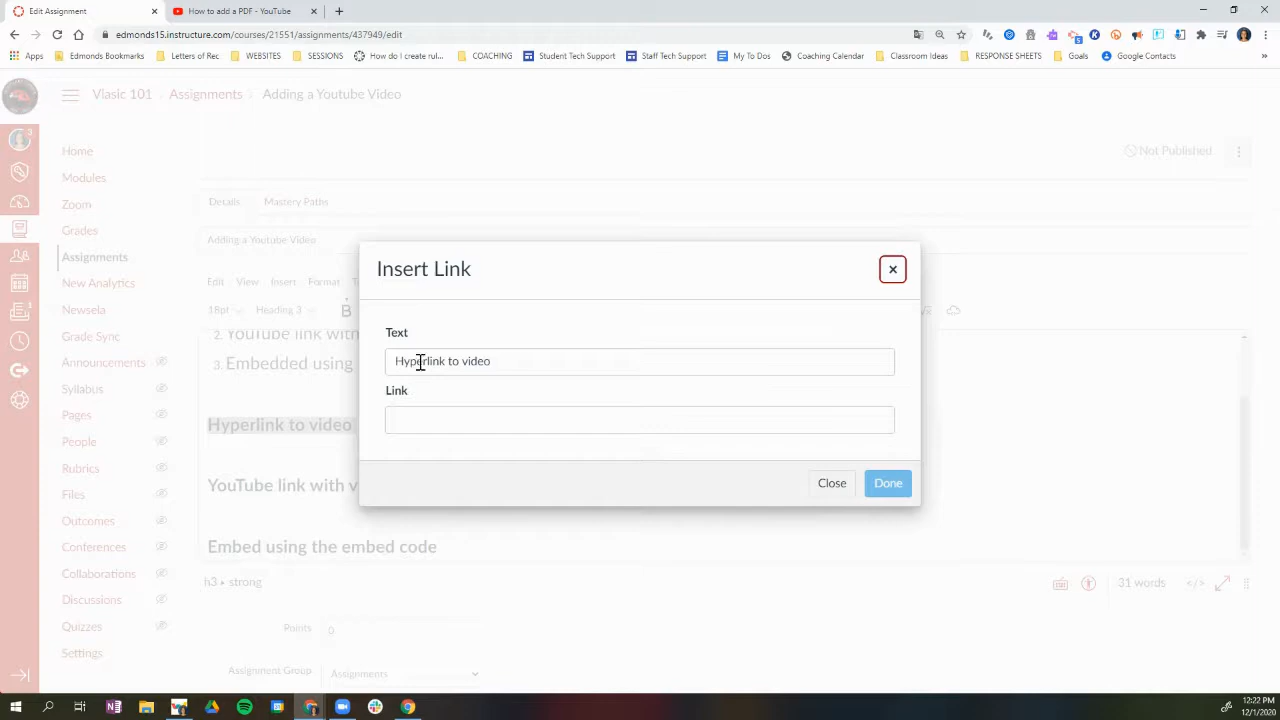 Edit Assignment × How to add a PDF - YouTube × +
edmonds15.instructure.com/courses/21551/assignments/437949/edit
Apps Edmonds Bookmarks Letters of Rec WEBSITES SESSIONS How do I create rul... COACHING Student Tech Support Staff Tech Support My To Dos Coaching Calendar Classroom Ideas RESPONSE SHEETS Goals Google Contacts »
Vlasic 101 › Assignments › Adding a Youtube Video
Home
Not Published
Modules
Details Mastery Paths
Zoom
Grades
Adding a Youtube Video
Assignments
Insert Link ×
New Analytics
Edit View Insert Format
Newsela
18pt Heading 3 B
Grade Sync
2. YouTube link with
Text
Announcements
3. Embedded using
Hyperlink to video
Syllabus
Link
Pages
Hyperlink to video
People
Rubrics
YouTube link with v
Close Done
Files
Outcomes
Conferences
Embed using the embed code
Collaborations
h3 ▸ strong 31 words </>
Discussions
Quizzes
Points 0
Settings
Assignment Group Assignments
12:22 PM
12/1/2020